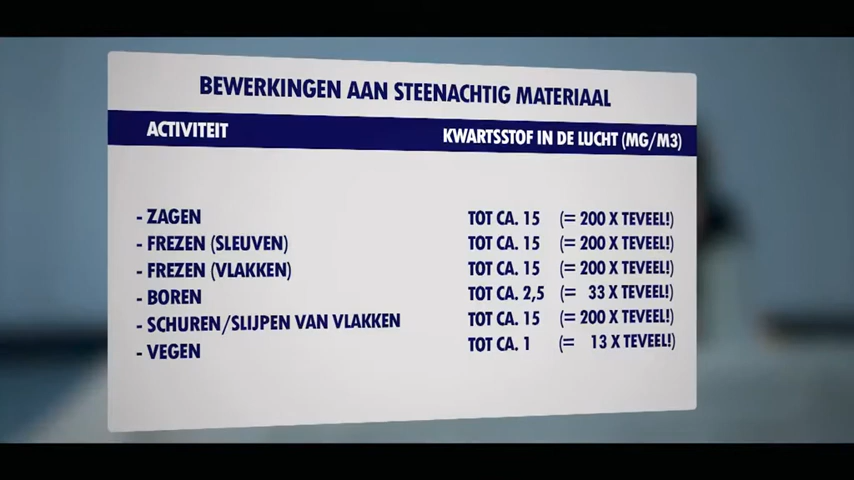 BEWERKINGEN AAN STEENACHTIG MATERIAAL
ACTIVITEIT KWARTSSTOF IN DE LUCHT (MG/M3)
- ZAGEN TOT CA. 15 (= 200 X TEVEEL!)
- FREZEN (SLEUVEN) TOT CA. 15 (= 200 X TEVEEL!)
- FREZEN (VLAKKEN) TOT CA. 15 (= 200 X TEVEEL!)
- BOREN TOT CA. 2,5 (= 33 X TEVEEL!)
- SCHUREN/SLIJPEN VAN VLAKKEN TOT CA. 15 (= 200 X TEVEEL!)
- VEGEN TOT CA. 1 (= 13 X TEVEEL!)